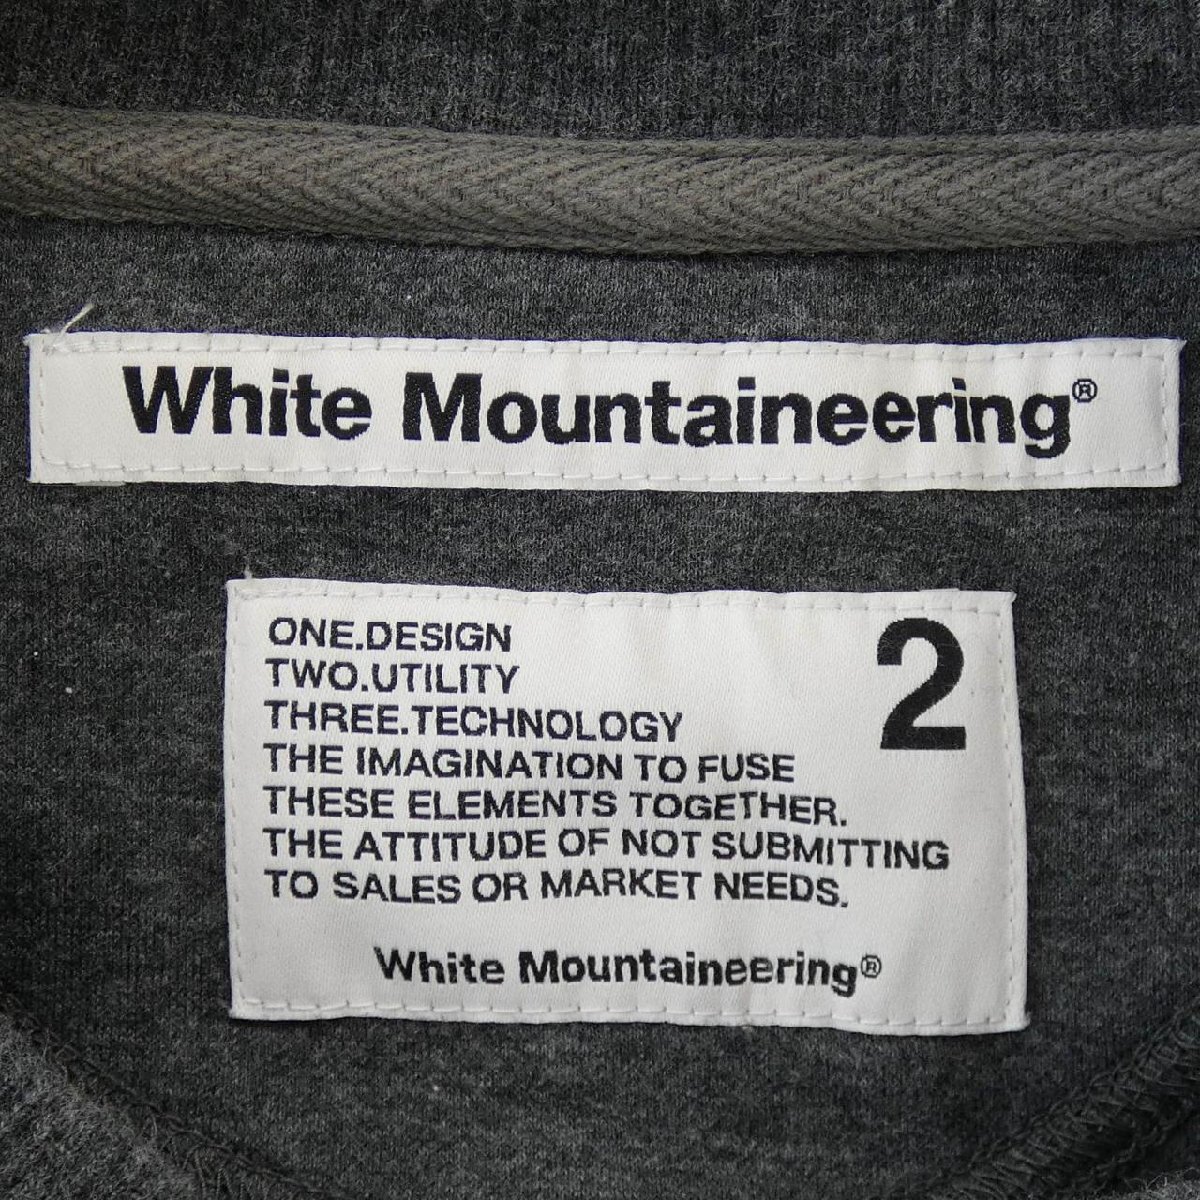 White Mountaineering®
2
ONE.DESIGN
TWO.UTILITY
THREE.TECHNOLOGY
THE IMAGINATION TO FUSE
THESE ELEMENTS TOGETHER.
THE ATTITUDE OF NOT SUBMITTING
TO SALES OR MARKET NEEDS.
White Mountaineering®